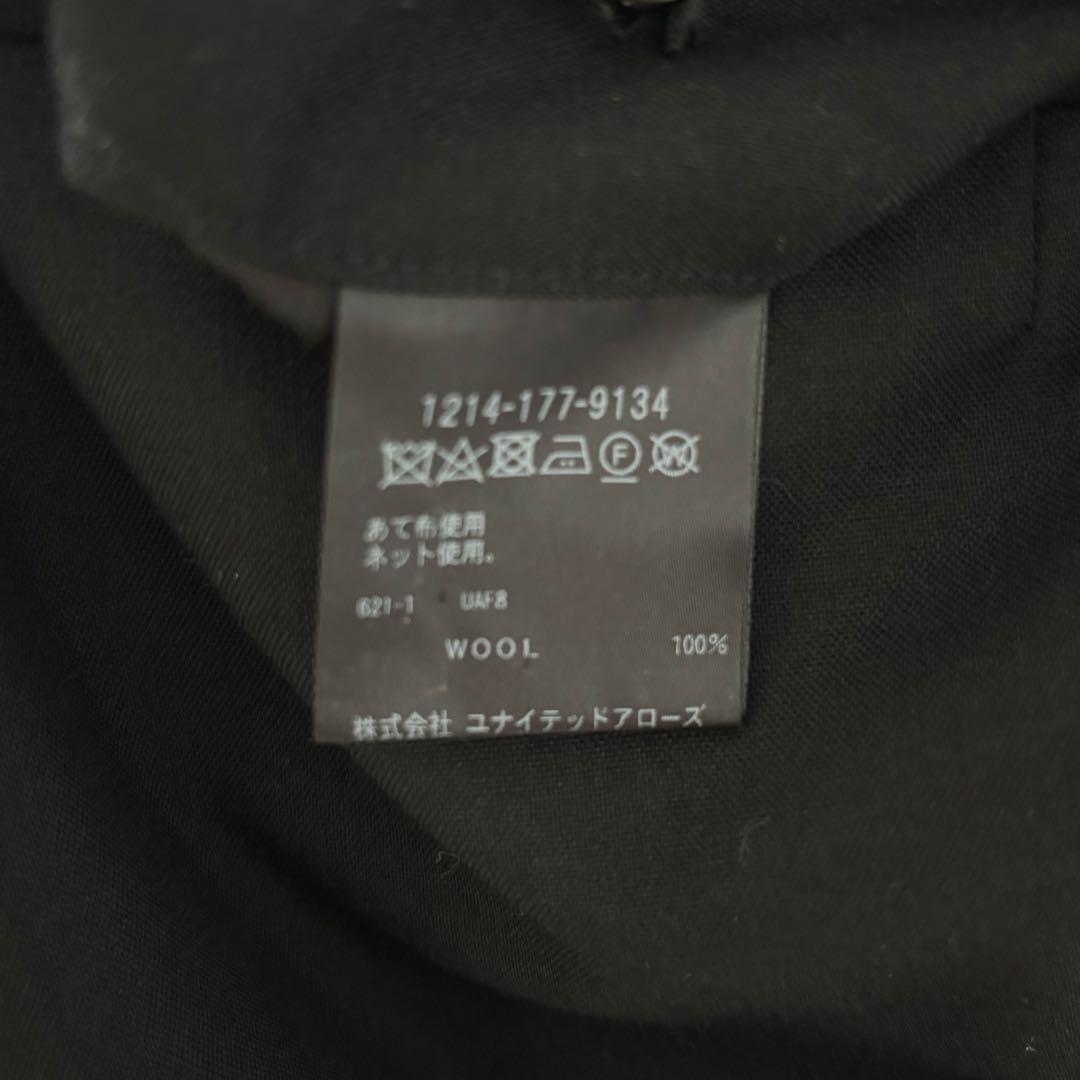 1214-177-9134
F W
あて布使用
ネット使用.
621-1 UAF8
WOOL 100%
株式会社 ユナイテッドアローズ